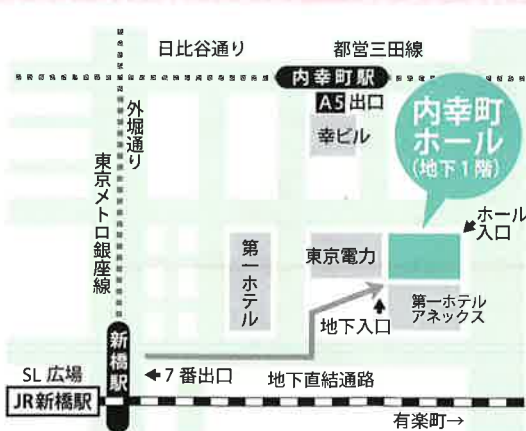 日比谷通り
都営三田線
内幸町駅
A5出口
幸ビル
内幸町
ホール
(地下1階)
外堀通り
東京メトロ銀座線
ホール
入口
第一ホテル
東京電力
第一ホテル
アネックス
地下入口
新橋駅
←7番出口
地下直結通路
SL広場
JR新橋駅
有楽町→